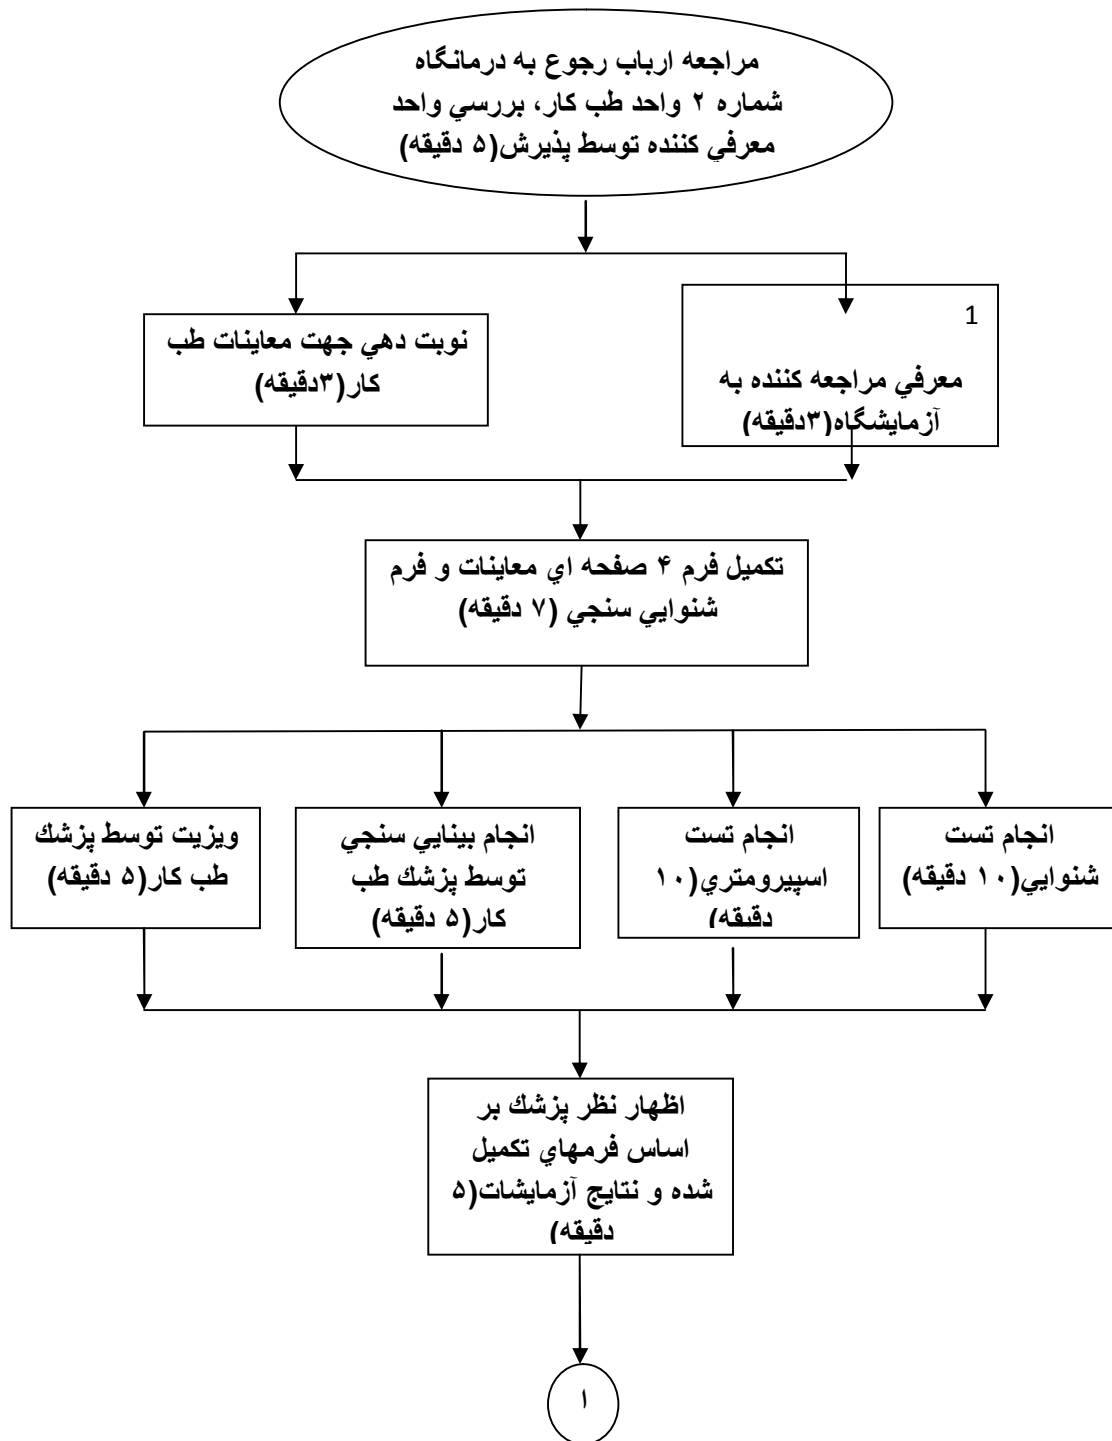 مراجعه ارباب رجوع به درمانگاه
شماره ۲ واحد طب كار، بررسي واحد
معرفي كننده توسط پذيرش(۵ دقيقه)
1
معرفي مراجعه كننده به
آزمايشگاه(۳دقيقه)
نوبت دهي جهت معاينات طب
كار(۳دقيقه)
تكميل فرم ۴ صفحه اي معاينات و فرم
شنوايي سنجي (۷ دقيقه)
انجام تست
شنوايي(۱۰ دقيقه)
انجام تست
اسپيرومتري(۱۰
دقيقه)
انجام بينايي سنجي
توسط پزشك طب
كار(۵ دقيقه)
ويزيت توسط پزشك
طب كار(۵ دقيقه)
اظهار نظر پزشك بر
اساس فرمهاي تكميل
شده و نتايج آزمايشات(۵
دقيقه)
۱